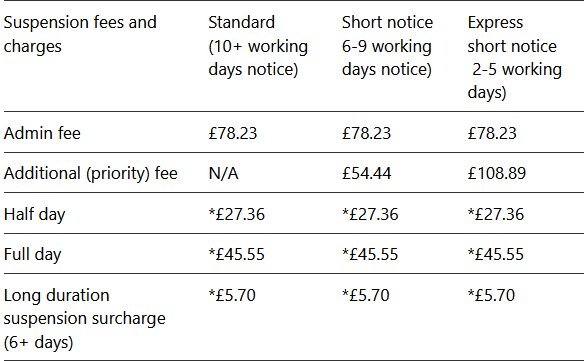 Suspension fees and charges | Standard (10+ working days notice) | Short notice 6-9 working days notice) | Express short notice 2-5 working days)
Admin fee | £78.23 | £78.23 | £78.23
Additional (priority) fee | N/A | £54.44 | £108.89
Half day | *£27.36 | *£27.36 | *£27.36
Full day | *£45.55 | *£45.55 | *£45.55
Long duration suspension surcharge (6+ days) | *£5.70 | *£5.70 | *£5.70